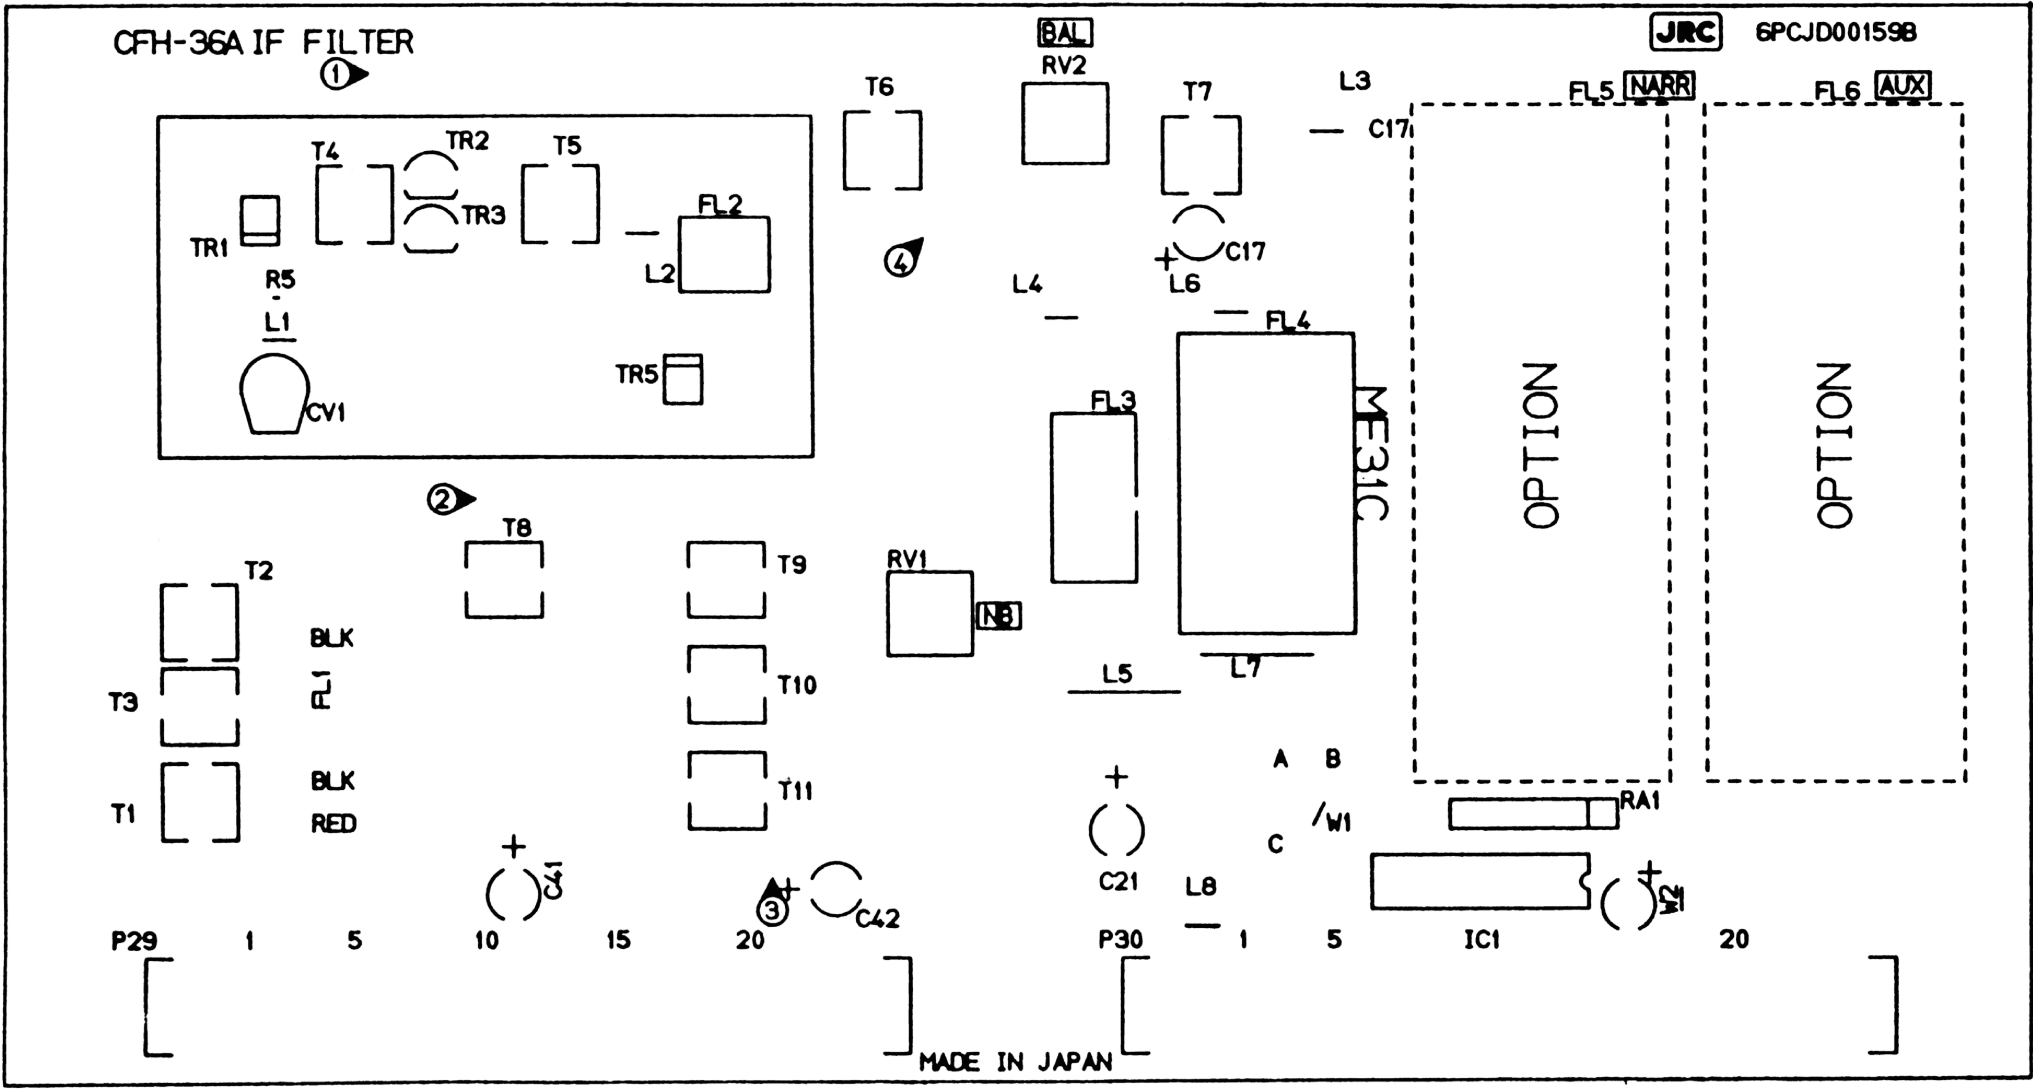 CFH-36A IF FILTER
1
BAL
RV2
JRC 6PCJD00159B
FL5 NARR
FL6 AUX
T6
T7
L3
C17
T4
TR2
T5
TR3
FL2
TR1
L2
R5
L1
CV1
TR5
4
C17
L4
L6
FL4
FL3
MF31C
OPTION
OPTION
2
T8
T9
RV1
NB
T2
BLK
FL1
T3
T10
L5
L7
BLK
T1
RED
T11
A B
W1
C
RA1
C41
3
C42
C21
L8
W2
P29 1 5 10 15 20
P30 1 5 IC1 20
MADE IN JAPAN